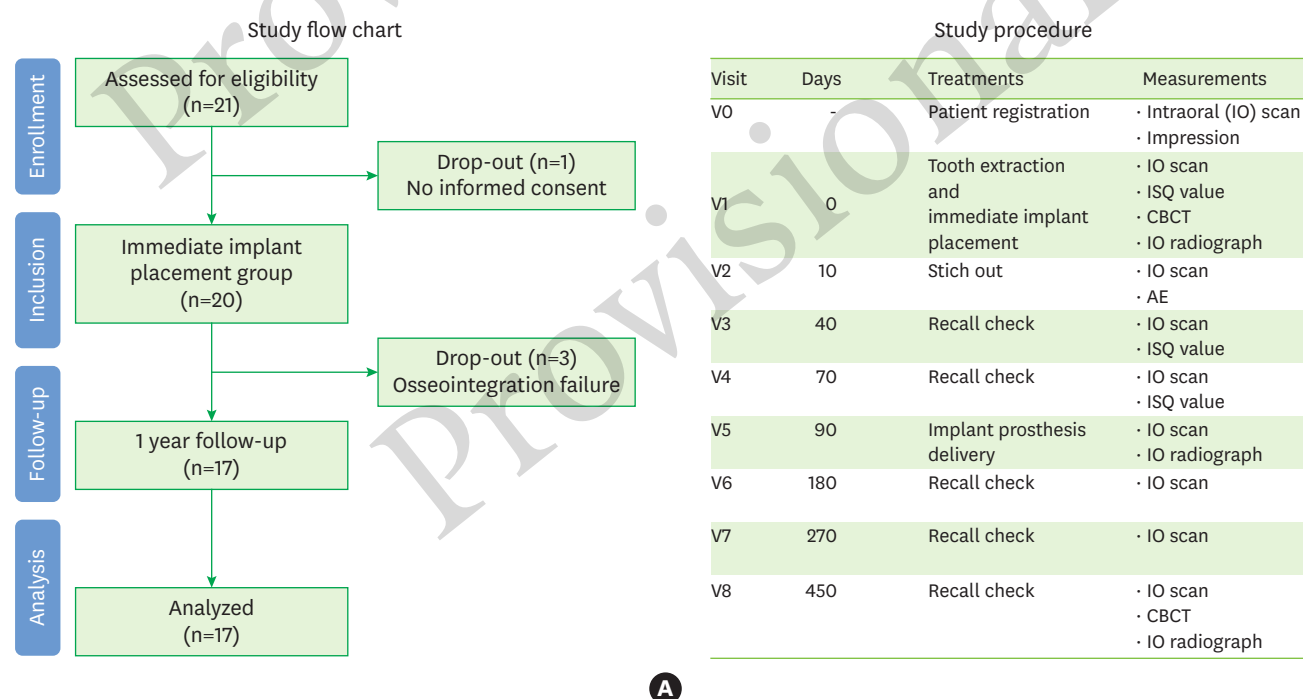 Study flow chart
Enrollment
Assessed for eligibility
(n=21)
Drop-out (n=1)
No informed consent
Inclusion
Immediate implant
placement group
(n=20)
Drop-out (n=3)
Osseointegration failure
Follow-up
1 year follow-up
(n=17)
Analysis
Analyzed
(n=17)
Study procedure
Visit Days Treatments Measurements
V0 - Patient registration · Intraoral (IO) scan
· Impression
Tooth extraction · IO scan
and · ISQ value
V1 0
immediate implant · CBCT
placement · IO radiograph
V2 10 Stich out · IO scan
· AE
V3 40 Recall check · IO scan
· ISQ value
V4 70 Recall check · IO scan
· ISQ value
V5 90 Implant prosthesis · IO scan
delivery · IO radiograph
V6 180 Recall check · IO scan
V7 270 Recall check · IO scan
V8 450 Recall check · IO scan
· CBCT
· IO radiograph
A
Provisional